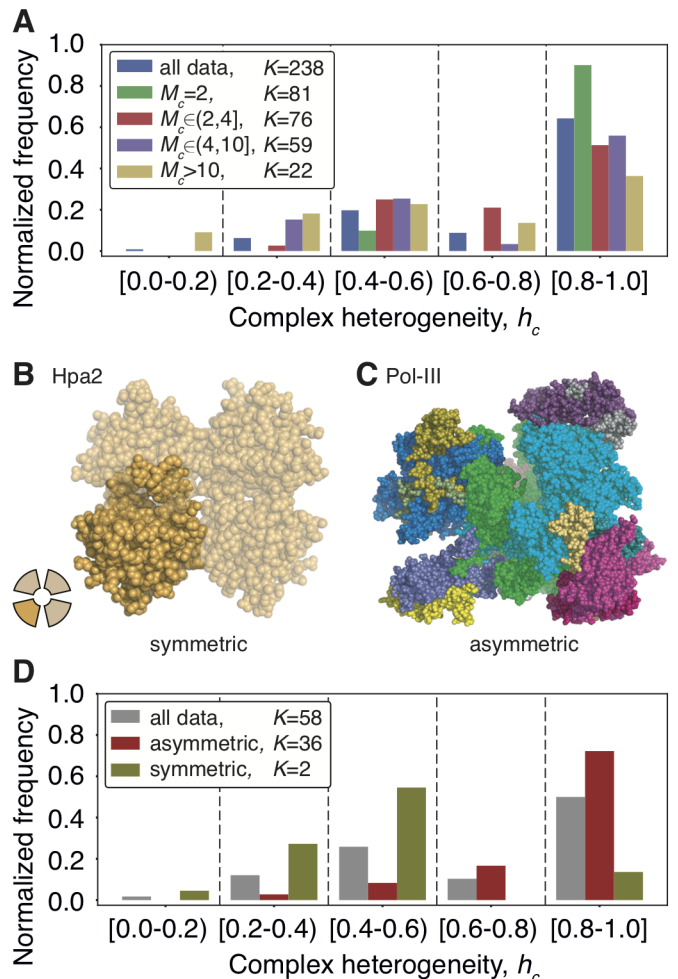 A
Normalized frequency
1.0
0.8
0.6
0.4
0.2
0.0
all data, K=238
M_c=2, K=81
M_c∈(2,4], K=76
M_c∈(4,10], K=59
M_c>10, K=22
[0.0-0.2) [0.2-0.4) [0.4-0.6) [0.6-0.8) [0.8-1.0]
Complex heterogeneity, h_c
B Hpa2
symmetric
C Pol-III
asymmetric
D
Normalized frequency
1.0
0.8
0.6
0.4
0.2
0.0
all data, K=58
asymmetric, K=36
symmetric, K=2
[0.0-0.2) [0.2-0.4) [0.4-0.6) [0.6-0.8) [0.8-1.0]
Complex heterogeneity, h_c